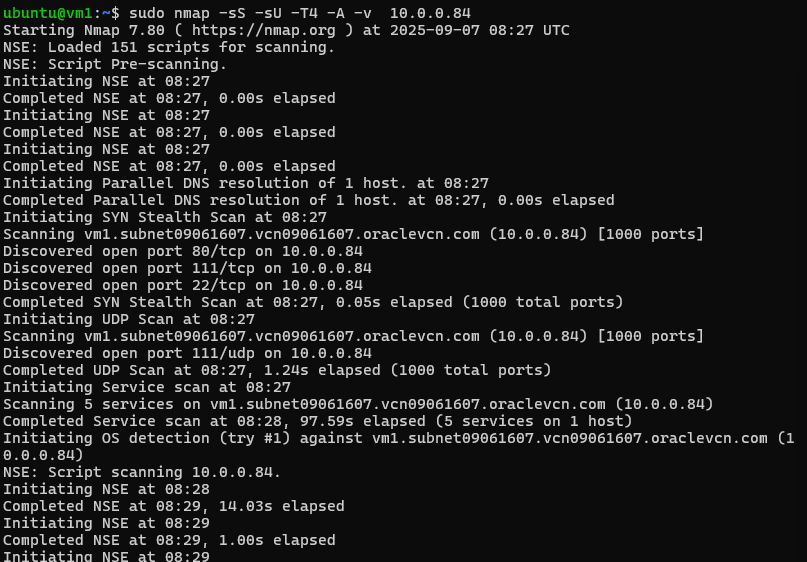 ubuntu@vm1:~$ sudo nmap -sS -sU -T4 -A -v  10.0.0.84
Starting Nmap 7.80 ( https://nmap.org ) at 2025-09-07 08:27 UTC
NSE: Loaded 151 scripts for scanning.
NSE: Script Pre-scanning.
Initiating NSE at 08:27
Completed NSE at 08:27, 0.00s elapsed
Initiating NSE at 08:27
Completed NSE at 08:27, 0.00s elapsed
Initiating NSE at 08:27
Completed NSE at 08:27, 0.00s elapsed
Initiating Parallel DNS resolution of 1 host. at 08:27
Completed Parallel DNS resolution of 1 host. at 08:27, 0.00s elapsed
Initiating SYN Stealth Scan at 08:27
Scanning vm1.subnet09061607.vcn09061607.oraclevcn.com (10.0.0.84) [1000 ports]
Discovered open port 80/tcp on 10.0.0.84
Discovered open port 111/tcp on 10.0.0.84
Discovered open port 22/tcp on 10.0.0.84
Completed SYN Stealth Scan at 08:27, 0.05s elapsed (1000 total ports)
Initiating UDP Scan at 08:27
Scanning vm1.subnet09061607.vcn09061607.oraclevcn.com (10.0.0.84) [1000 ports]
Discovered open port 111/udp on 10.0.0.84
Completed UDP Scan at 08:27, 1.24s elapsed (1000 total ports)
Initiating Service scan at 08:27
Scanning 5 services on vm1.subnet09061607.vcn09061607.oraclevcn.com (10.0.0.84)
Completed Service scan at 08:28, 97.59s elapsed (5 services on 1 host)
Initiating OS detection (try #1) against vm1.subnet09061607.vcn09061607.oraclevcn.com (1
0.0.0.84)
NSE: Script scanning 10.0.0.84.
Initiating NSE at 08:28
Completed NSE at 08:29, 14.03s elapsed
Initiating NSE at 08:29
Completed NSE at 08:29, 1.00s elapsed
Initiating NSE at 08:29